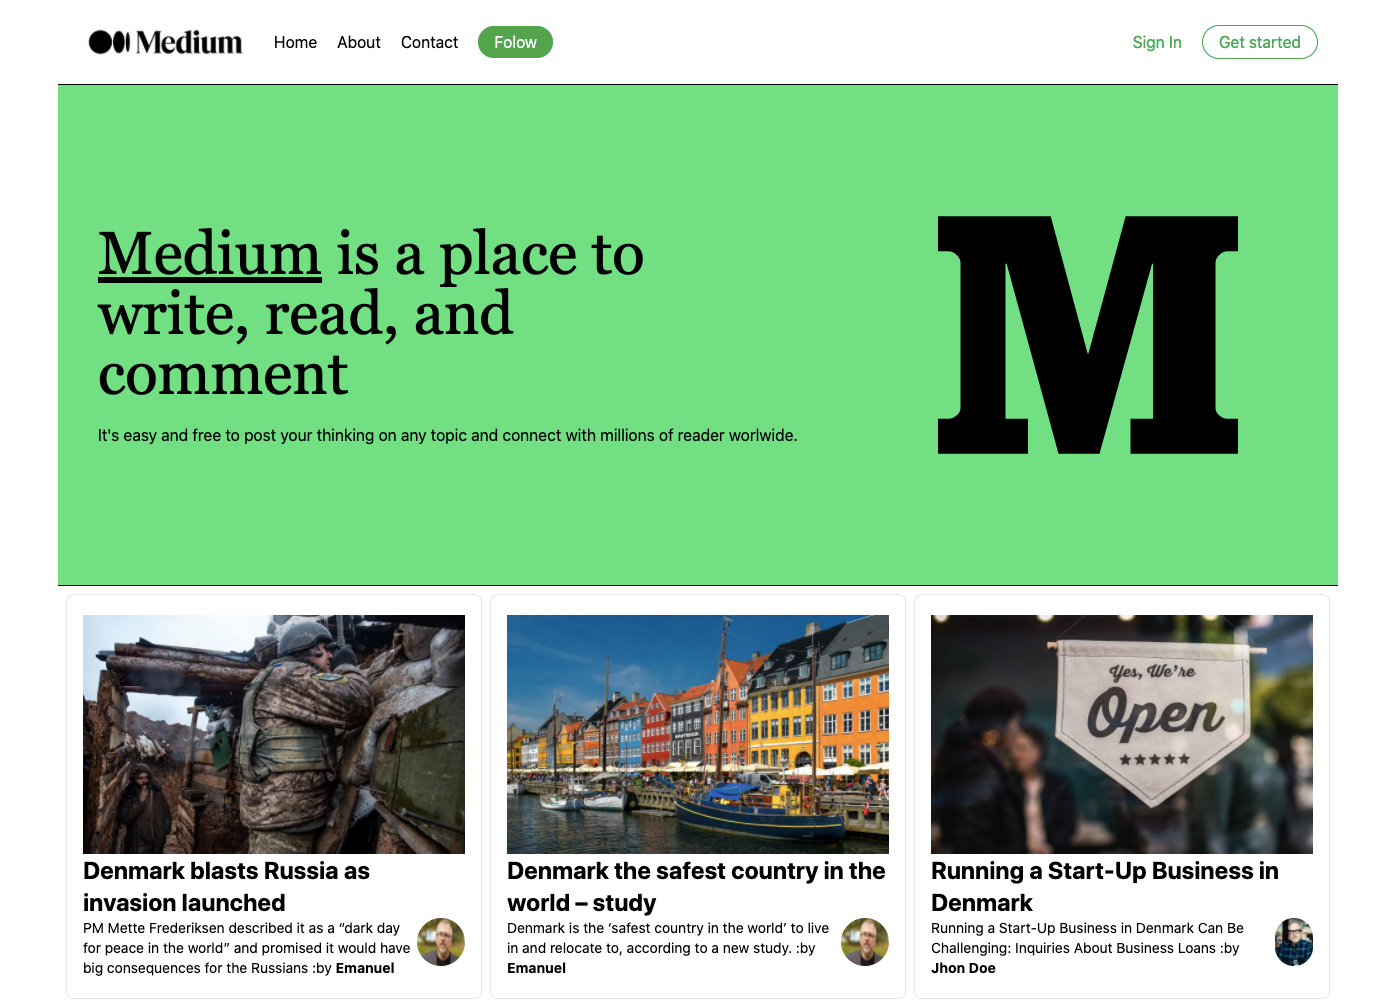 Medium Home About Contact Folow Sign In Get started
Medium is a place to
write, read, and
comment
It's easy and free to post your thinking on any topic and connect with millions of reader worlwide.
M
Yes, We're
Open
Denmark blasts Russia as
invasion launched
PM Mette Frederiksen described it as a “dark day
for peace in the world” and promised it would have
big consequences for the Russians :by Emanuel
Denmark the safest country in the
world – study
Denmark is the ‘safest country in the world’ to live
in and relocate to, according to a new study. :by
Emanuel
Running a Start-Up Business in
Denmark
Running a Start-Up Business in Denmark Can Be
Challenging: Inquiries About Business Loans :by
Jhon Doe